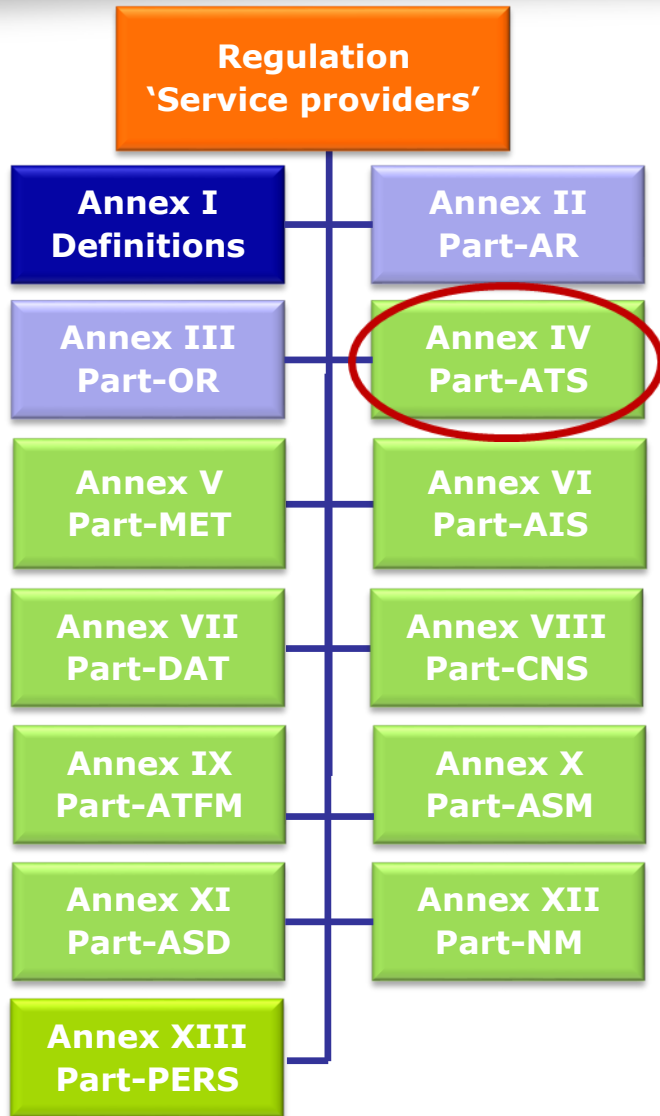 Regulation
‘Service providers’
Annex I
Definitions
Annex II
Part-AR
Annex III
Part-OR
Annex IV
Part-ATS
Annex V
Part-MET
Annex VI
Part-AIS
Annex VII
Part-DAT
Annex VIII
Part-CNS
Annex IX
Part-ATFM
Annex X
Part-ASM
Annex XI
Part-ASD
Annex XII
Part-NM
Annex XIII
Part-PERS